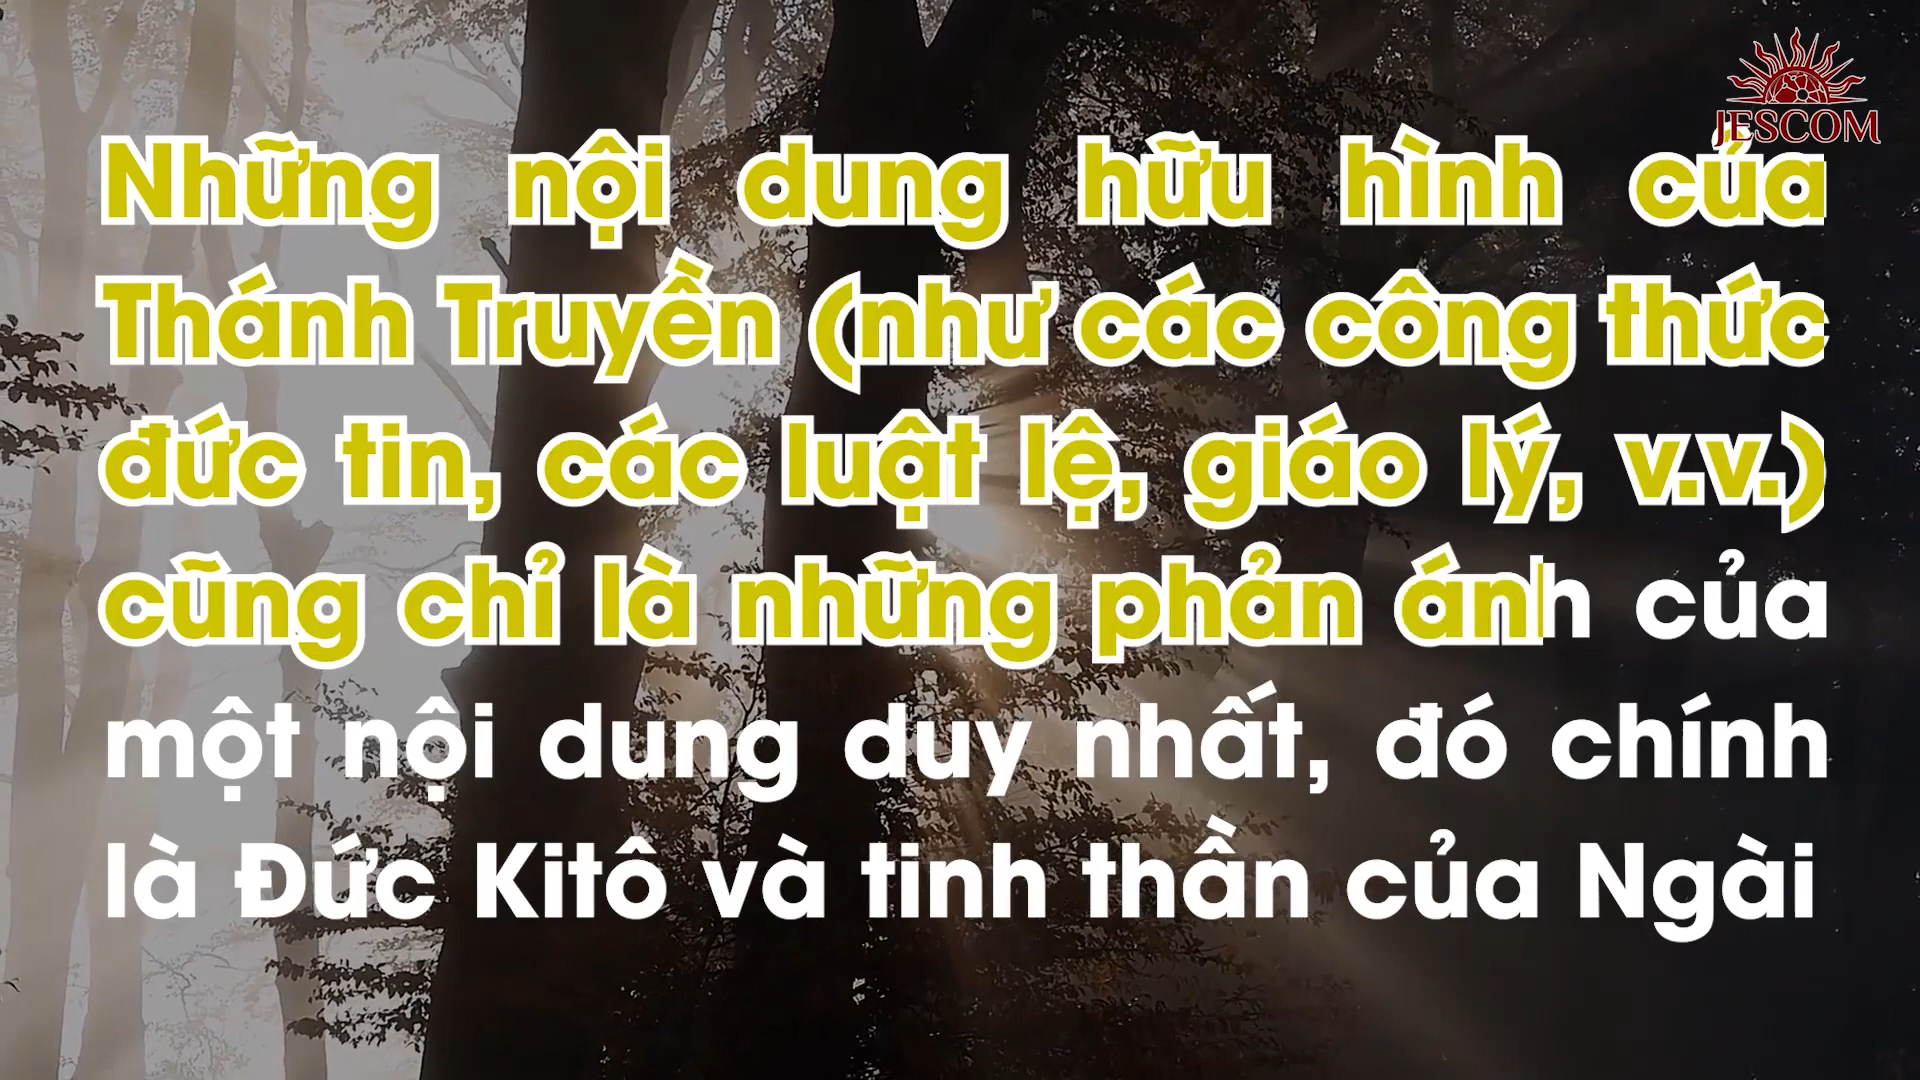 JESCOM
Những nội dung hữu hình của
Thánh Truyền (như các công thức
đức tin, các luật lệ, giáo lý, v.v.)
cũng chỉ là những phản ánh của
một nội dung duy nhất, đó chính
là Đức Kitô và tinh thần của Ngài